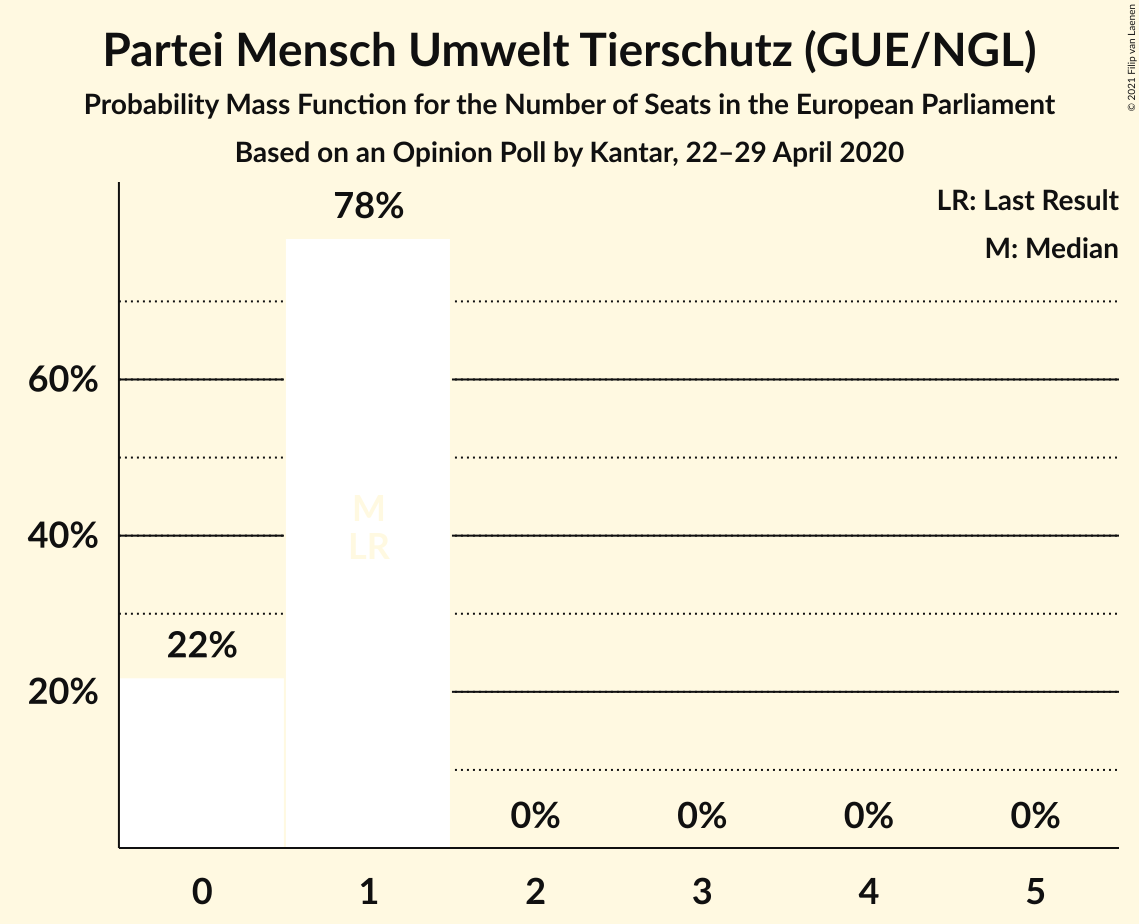 Partei Mensch Umwelt Tierschutz (GUE/NGL)
Probability Mass Function for the Number of Seats in the European Parliament
Based on an Opinion Poll by Kantar, 22–29 April 2020
© 2021 Filip van Laenen
LR: Last Result
M: Median
78%
60%
M
40%
LR
22%
20%
0% 0% 0% 0%
0 1 2 3 4 5